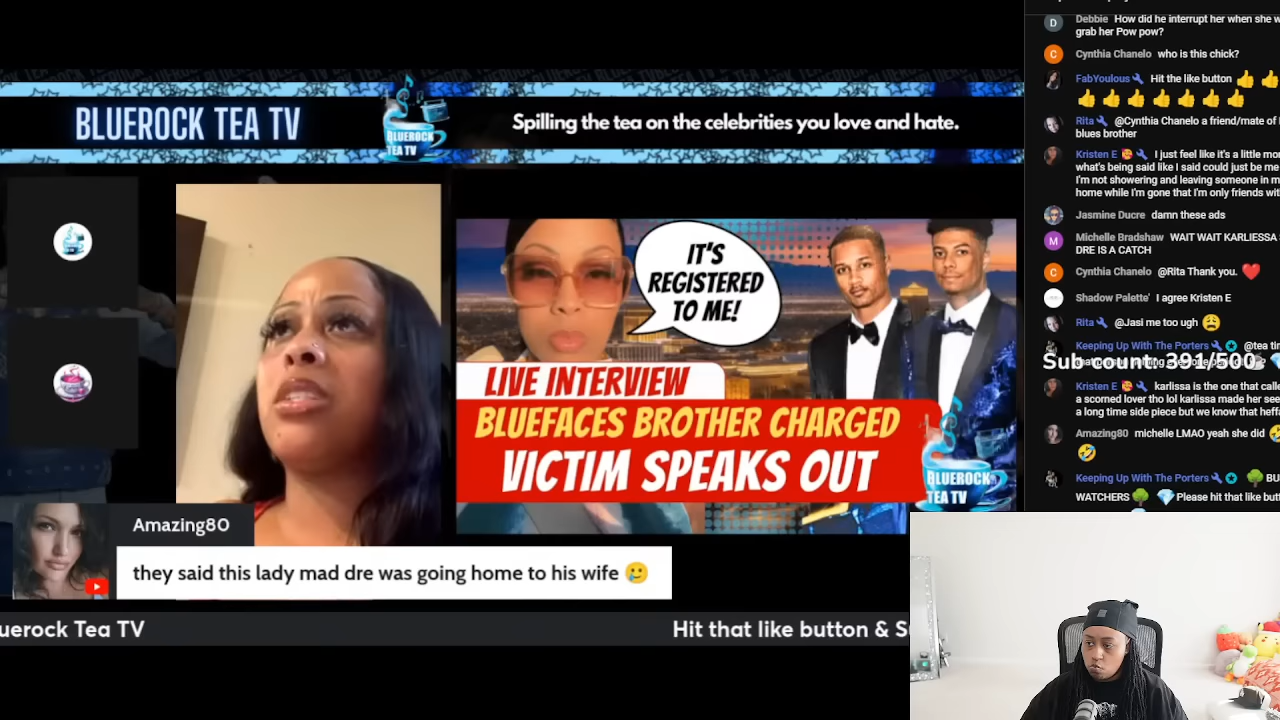 BLUEROCK TEA TV
BLUEROCK
TEA TV
Spilling the tea on the celebrities you love and hate.
IT'S
REGISTERED
TO ME!
LIVE INTERVIEW
BLUEFACES BROTHER CHARGED
VICTIM SPEAKS OUT
BLUEROCK
TEA TV
Amazing80
they said this lady mad dre was going home to his wife 🥲
uerock Tea TV
Hit that like button & S
D Debbie How did he interrupt her when she w
grab her Pow pow?
C Cynthia Chanelo who is this chick?
FabYoulous Hit the like button 👍 👍
👍 👍 👍 👍 👍 👍 👍
Rita @Cynthia Chanelo a friend/mate of
blues brother
Kristen E I just feel like it's a little mo
what's being said like I said could just be me
I'm not showering and leaving someone in m
home while I'm gone that I'm only friends wit
Jasmine Ducre damn these ads
M Michelle Bradshaw WAIT WAIT KARLIESSA
DRE IS A CATCH
C Cynthia Chanelo @Rita Thank you. ❤️
Shadow Palette' I agree Kristen E
Rita @Jasi me too ugh 😩
Keeping Up With The Porters @tea tim
Sub count: 391/500
Kristen E karlissa is the one that calle
a scorned lover tho lol karlissa made her see
a long time side piece but we know that heff
Amazing80 michelle LMAO yeah she did 🤣
🤣
Keeping Up With The Porters 🌳 BU
WATCHERS 🌳 💎 Please hit that like butt